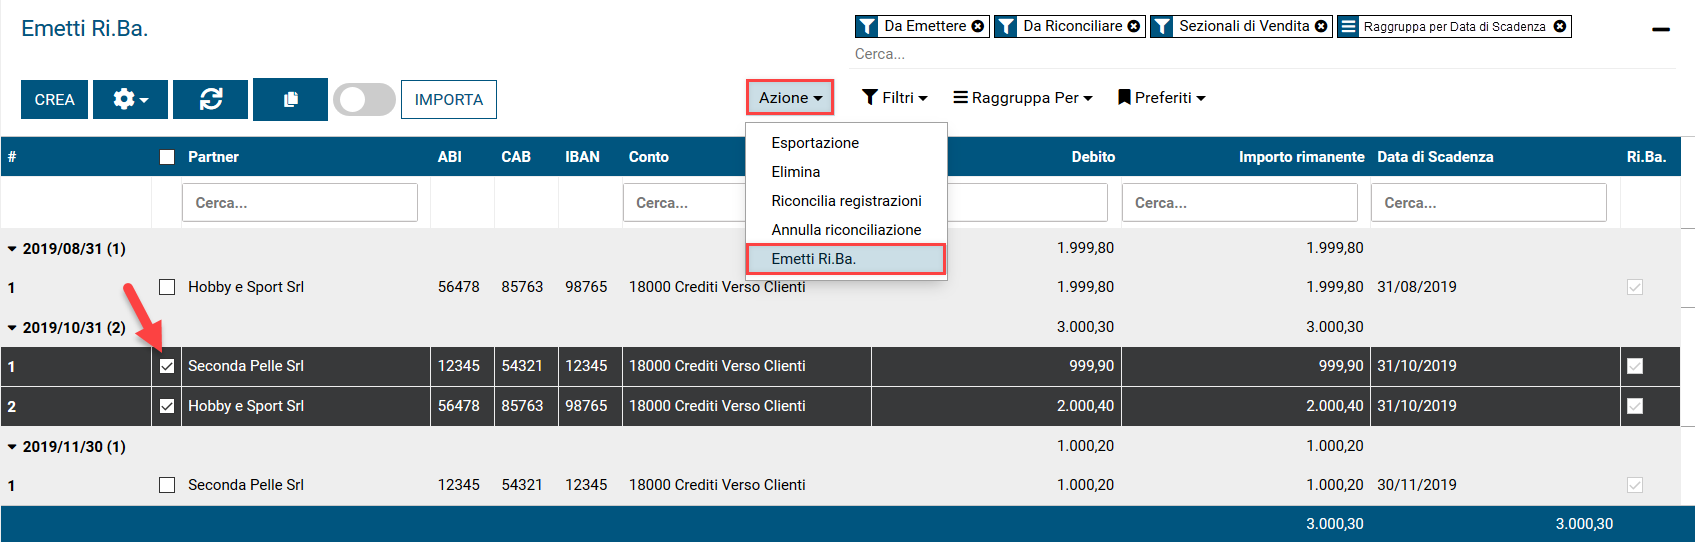 Emetti Ri.Ba.
Da Emettere Da Riconciliare Sezionali di Vendita Raggruppa per Data di Scadenza
Cerca...
CREA IMPORTA Azione Filtri Raggruppa Per Preferiti
Esportazione
Elimina
Riconcilia registrazioni
Annulla riconciliazione
Emetti Ri.Ba.
# Partner ABI CAB IBAN Conto Debito Importo rimanente Data di Scadenza Ri.Ba.
Cerca... Cerca... Cerca... Cerca...
2019/08/31 (1) 1.999,80 1.999,80
1 Hobby e Sport Srl 56478 85763 98765 18000 Crediti Verso Clienti 1.999,80 1.999,80 31/08/2019
2019/10/31 (2) 3.000,30 3.000,30
1 Seconda Pelle Srl 12345 54321 12345 18000 Crediti Verso Clienti 999,90 999,90 31/10/2019
2 Hobby e Sport Srl 56478 85763 98765 18000 Crediti Verso Clienti 2.000,40 2.000,40 31/10/2019
2019/11/30 (1) 1.000,20 1.000,20
1 Seconda Pelle Srl 12345 54321 12345 18000 Crediti Verso Clienti 1.000,20 1.000,20 30/11/2019
3.000,30 3.000,30